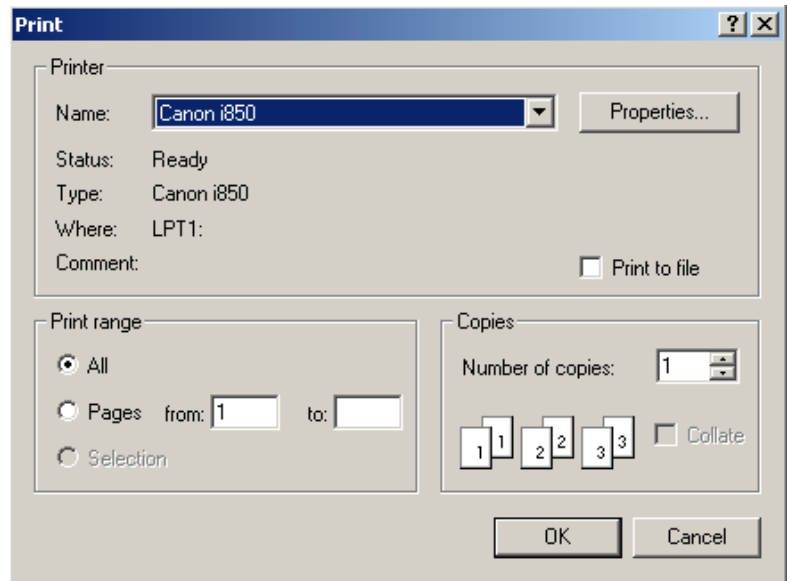 Print
Printer
Name: Canon i850 Properties...
Status: Ready
Type: Canon i850
Where: LPT1:
Comment:
Print to file
Print range
All
Pages from: 1 to:
Selection
Copies
Number of copies: 1
1 1 2 2 3 3
Collate
OK Cancel